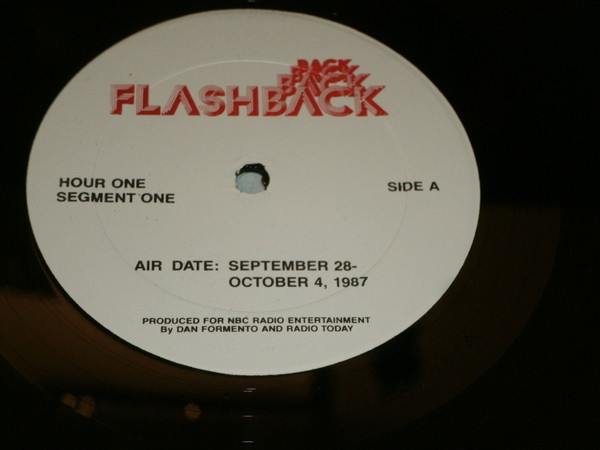 BACK
BACK
FLASHBACK
HOUR ONE
SEGMENT ONE
SIDE A
AIR DATE: SEPTEMBER 28-
OCTOBER 4, 1987
PRODUCED FOR NBC RADIO ENTERTAINMENT
By DAN FORMENTO AND RADIO TODAY